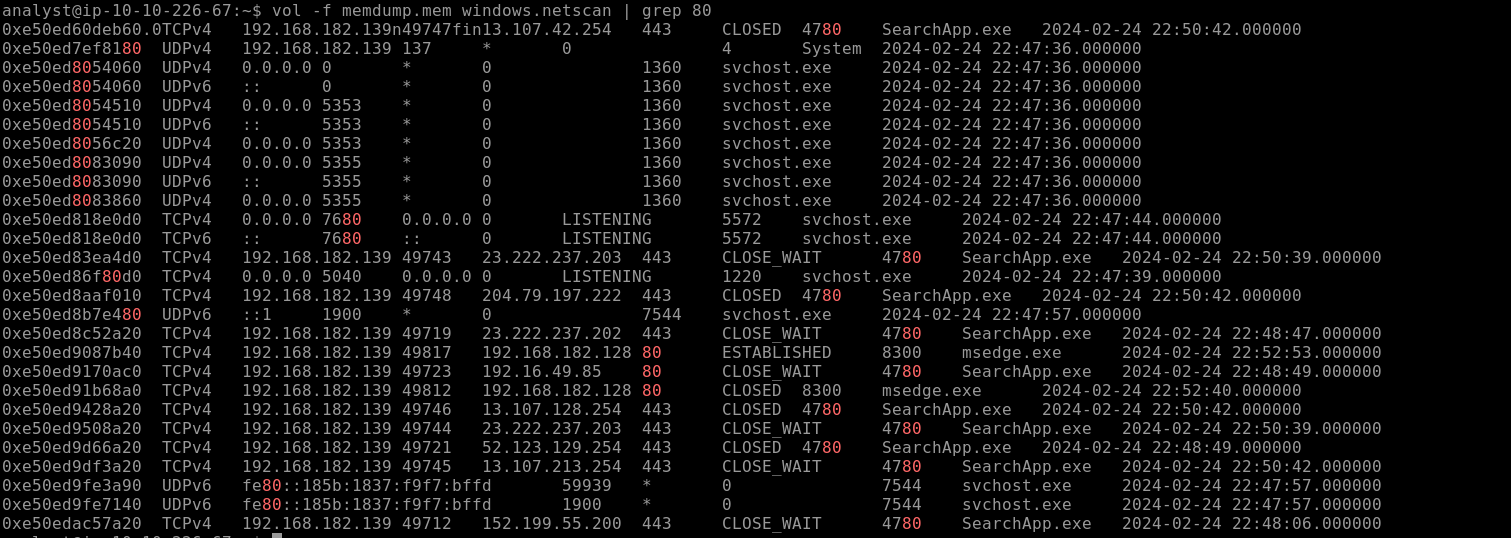 analyst@ip-10-10-226-67:~$ vol -f memdump.mem windows.netscan | grep 80
0xe50ed60deb60.0TCPv4 192.168.182.139n49747fin13.107.42.254 443 CLOSED 4780 SearchApp.exe 2024-02-24 22:50:42.000000
0xe50ed7ef8180 UDPv4 192.168.182.139 137 * 0 4 System 2024-02-24 22:47:36.000000
0xe50ed8054060 UDPv4 0.0.0.0 0 * 0 1360 svchost.exe 2024-02-24 22:47:36.000000
0xe50ed8054060 UDPv6 :: 0 * 0 1360 svchost.exe 2024-02-24 22:47:36.000000
0xe50ed8054510 UDPv4 0.0.0.0 5353 * 0 1360 svchost.exe 2024-02-24 22:47:36.000000
0xe50ed8054510 UDPv6 :: 5353 * 0 1360 svchost.exe 2024-02-24 22:47:36.000000
0xe50ed8056c20 UDPv4 0.0.0.0 5353 * 0 1360 svchost.exe 2024-02-24 22:47:36.000000
0xe50ed8083090 UDPv4 0.0.0.0 5355 * 0 1360 svchost.exe 2024-02-24 22:47:36.000000
0xe50ed8083090 UDPv6 :: 5355 * 0 1360 svchost.exe 2024-02-24 22:47:36.000000
0xe50ed8083860 UDPv4 0.0.0.0 5355 * 0 1360 svchost.exe 2024-02-24 22:47:36.000000
0xe50ed818e0d0 TCPv4 0.0.0.0 7680 0.0.0.0 0 LISTENING 5572 svchost.exe 2024-02-24 22:47:44.000000
0xe50ed818e0d0 TCPv6 :: 7680 :: 0 LISTENING 5572 svchost.exe 2024-02-24 22:47:44.000000
0xe50ed83ea4d0 TCPv4 192.168.182.139 49743 23.222.237.203 443 CLOSE_WAIT 4780 SearchApp.exe 2024-02-24 22:50:39.000000
0xe50ed86f80d0 TCPv4 0.0.0.0 5040 0.0.0.0 0 LISTENING 1220 svchost.exe 2024-02-24 22:47:39.000000
0xe50ed8aaf010 TCPv4 192.168.182.139 49748 204.79.197.222 443 CLOSED 4780 SearchApp.exe 2024-02-24 22:50:42.000000
0xe50ed8b7e480 UDPv6 ::1 1900 * 0 7544 svchost.exe 2024-02-24 22:47:57.000000
0xe50ed8c52a20 TCPv4 192.168.182.139 49719 23.222.237.202 443 CLOSE_WAIT 4780 SearchApp.exe 2024-02-24 22:48:47.000000
0xe50ed9087b40 TCPv4 192.168.182.139 49817 192.168.182.128 80 ESTABLISHED 8300 msedge.exe 2024-02-24 22:52:53.000000
0xe50ed9170ac0 TCPv4 192.168.182.139 49723 192.16.49.85 80 CLOSE_WAIT 4780 SearchApp.exe 2024-02-24 22:48:49.000000
0xe50ed91b68a0 TCPv4 192.168.182.139 49812 192.168.182.128 80 CLOSED 8300 msedge.exe 2024-02-24 22:52:40.000000
0xe50ed9428a20 TCPv4 192.168.182.139 49746 13.107.128.254 443 CLOSED 4780 SearchApp.exe 2024-02-24 22:50:42.000000
0xe50ed9508a20 TCPv4 192.168.182.139 49744 23.222.237.203 443 CLOSE_WAIT 4780 SearchApp.exe 2024-02-24 22:50:39.000000
0xe50ed9d66a20 TCPv4 192.168.182.139 49721 52.123.129.254 443 CLOSED 4780 SearchApp.exe 2024-02-24 22:48:49.000000
0xe50ed9df3a20 TCPv4 192.168.182.139 49745 13.107.213.254 443 CLOSE_WAIT 4780 SearchApp.exe 2024-02-24 22:50:42.000000
0xe50ed9fe3a90 UDPv6 fe80::185b:1837:f9f7:bffd 59939 * 0 7544 svchost.exe 2024-02-24 22:47:57.000000
0xe50ed9fe7140 UDPv6 fe80::185b:1837:f9f7:bffd 1900 * 0 7544 svchost.exe 2024-02-24 22:47:57.000000
0xe50edac57a20 TCPv4 192.168.182.139 49712 152.199.55.200 443 CLOSE_WAIT 4780 SearchApp.exe 2024-02-24 22:48:06.000000